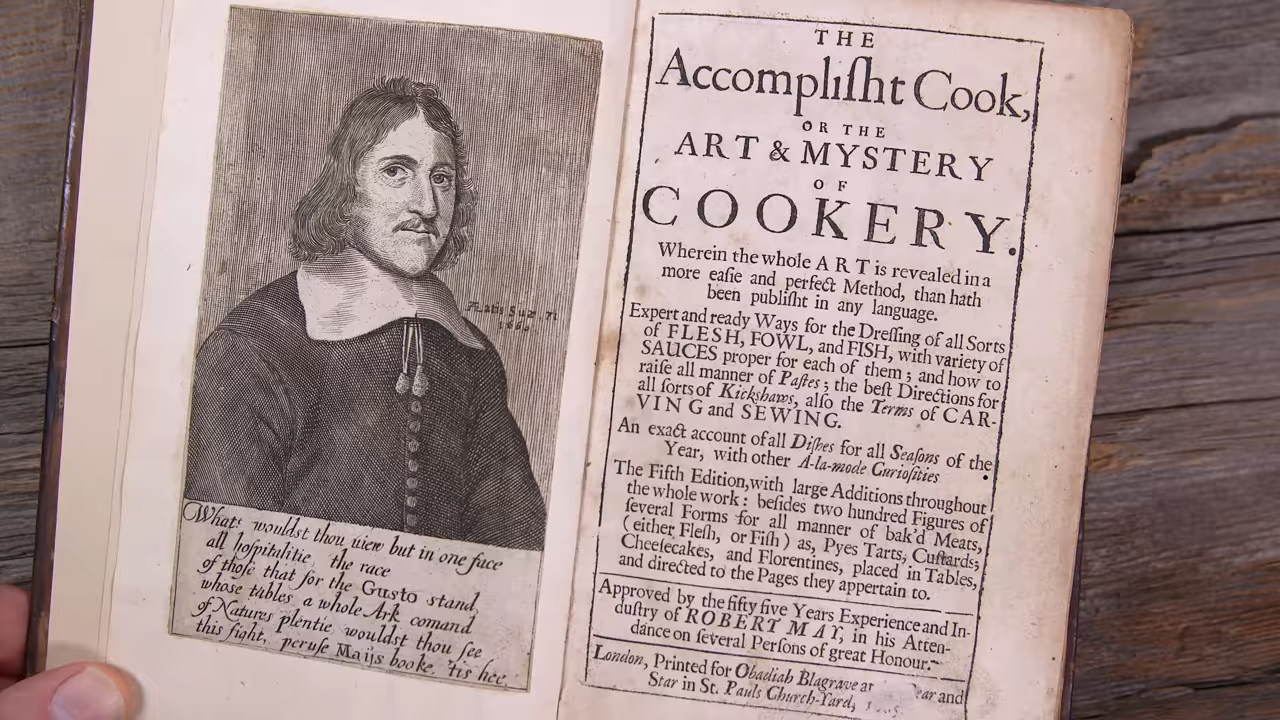 Ætatis Suæ 71
1660
What! wouldst thou view but in one face
all hoſpitalitie, the race
of thoſe that for the Gusto stand,
whose tables a whole Ark comand
of Natures plentie wouldst thou ſee
this ſight, peruſe Maijs booke, 'tis hee.
THE
Accompliſht Cook,
OR THE
ART & MYSTERY
OF
COOKERY.
Wherein the whole ART is revealed in a
more eaſie and perfect Method, than hath
been publiſht in any language.
Expert and ready Ways for the Dreſſing of all Sorts
of FLESH, FOWL, and FISH, with variety of
SAUCES proper for each of them; and how to
raiſe all manner of Paſtes; the beſt Directions for
all ſorts of Kickſhaws, alſo the Terms of CAR-
VING and SEWING.
An exact account of all Diſhes for all Seaſons of the
Year, with other A-la-mode Curioſities
The Fifth Edition, with large Additions throughout
the whole work: beſides two hundred Figures of
ſeveral Forms for all manner of bak'd Meats,
(either Fleſh, or Fiſh) as, Pyes Tarts, Cuſtards;
Cheeſecakes, and Florentines, placed in Tables,
and directed to the Pages they appertain to.
Approved by the fifty five Years Experience and In-
duſtry of ROBERT MAY, in his Atten-
dance on ſeveral Perſons of great Honour.
London, Printed for Obadiah Blagrave at and
Star in St. Pauls Church-Yard,